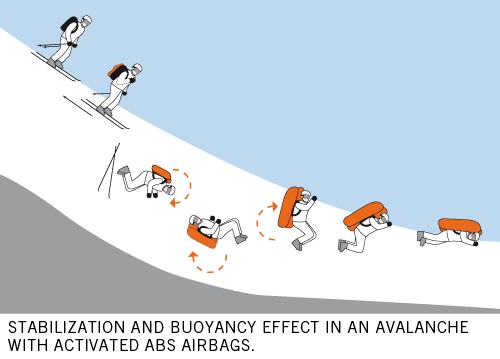 STABILIZATION AND BUOYANCY EFFECT IN AN AVALANCHE
WITH ACTIVATED ABS AIRBAGS.